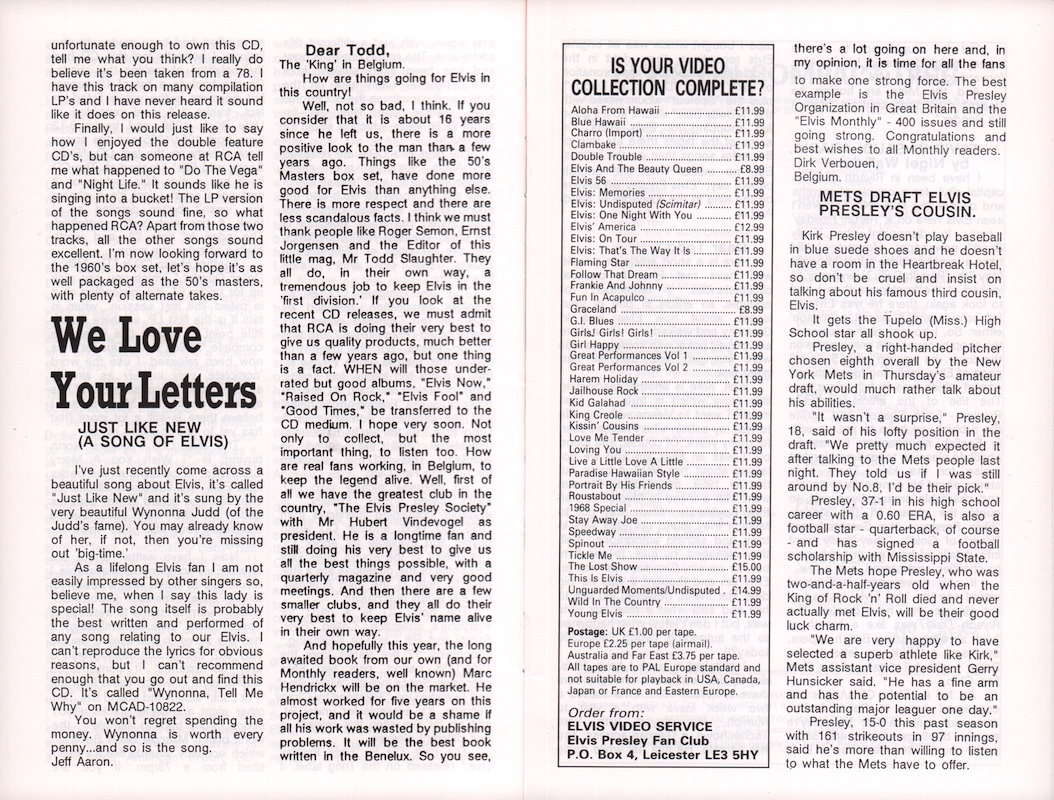 unfortunate enough to own this CD,
tell me what you think? I really do
believe it's been taken from a 78. I
have this track on many compilation
LP's and I have never heard it sound
like it does on this release.
Finally, I would just like to say
how I enjoyed the double feature
CD's, but can someone at RCA tell
me what happened to "Do The Vega"
and "Night Life." It sounds like he is
singing into a bucket! The LP version
of the songs sound fine, so what
happened RCA? Apart from those two
tracks, all the other songs sound
excellent. I'm now looking forward to
the 1960's box set, let's hope it's as
well packaged as the 50's masters,
with plenty of alternate takes.
We Love
Your Letters
JUST LIKE NEW
(A SONG OF ELVIS)
I've just recently come across a
beautiful song about Elvis, it's called
"Just Like New" and it's sung by the
very beautiful Wynonna Judd (of the
Judd's fame). You may already know
of her, if not, then you're missing
out 'big-time.'
As a lifelong Elvis fan I am not
easily impressed by other singers so,
believe me, when I say this lady is
special! The song itself is probably
the best written and performed of
any song relating to our Elvis. I
can't reproduce the lyrics for obvious
reasons, but I can't recommend
enough that you go out and find this
CD. It's called "Wynonna, Tell Me
Why" on MCAD-10822.
You won't regret spending the
money. Wynonna is worth every
penny...and so is the song.
Jeff Aaron.
Dear Todd,
The 'King' in Belgium.
How are things going for Elvis in
this country!
Well, not so bad, I think. If you
consider that it is about 16 years
since he left us, there is a more
positive look to the man than a few
years ago. Things like the 50's
Masters box set, have done more
good for Elvis than anything else.
There is more respect and there are
less scandalous facts. I think we must
thank people like Roger Semon, Ernst
Jorgensen and the Editor of this
little mag, Mr Todd Slaughter. They
all do, in their own way, a
tremendous job to keep Elvis in the
'first division.' If you look at the
recent CD releases, we must admit
that RCA is doing their very best to
give us quality products, much better
than a few years ago, but one thing
is a fact. WHEN will those under-
rated but good albums, "Elvis Now,"
"Raised On Rock," "Elvis Fool" and
"Good Times," be transferred to the
CD medium. I hope very soon. Not
only to collect, but the most
important thing, to listen too. How
are real fans working, in Belgium, to
keep the legend alive. Well, first of
all we have the greatest club in the
country, "The Elvis Presley Society"
with Mr Hubert Vindevogel as
president. He is a longtime fan and
still doing his very best to give us
all the best things possible, with a
quarterly magazine and very good
meetings. And then there are a few
smaller clubs, and they all do their
very best to keep Elvis' name alive
in their own way.
And hopefully this year, the long
awaited book from our own (and for
Monthly readers, well known) Marc
Hendrickx will be on the market. He
almost worked for five years on this
project, and it would be a shame if
all his work was wasted by publishing
problems. It will be the best book
written in the Benelux. So you see,
IS YOUR VIDEO
COLLECTION COMPLETE?
Aloha From Hawaii ........................ £11.99
Blue Hawaii ................................... £11.99
Charro (Import) .............................. £11.99
Clambake ...................................... £11.99
Double Trouble .............................. £11.99
Elvis And The Beauty Queen .......... £8.99
Elvis 56 ......................................... £11.99
Elvis: Memories ............................. £11.99
Elvis: Undisputed (Scimitar) ........... £11.99
Elvis: One Night With You ............. £11.99
Elvis' America ............................... £12.99
Elvis: On Tour ............................... £11.99
Elvis: That's The Way It Is ............. £11.99
Flaming Star .................................. £11.99
Follow That Dream ........................ £11.99
Frankie And Johnny ....................... £11.99
Fun In Acapulco ............................ £11.99
Graceland ...................................... £8.99
G.I. Blues ...................................... £11.99
Girls! Girls! Girls! .......................... £11.99
Girl Happy ..................................... £11.99
Great Performances Vol 1 .............. £11.99
Great Performances Vol 2 .............. £11.99
Harem Holiday ............................... £11.99
Jailhouse Rock ............................... £11.99
Kid Galahad ................................... £11.99
King Creole .................................... £11.99
Kissin' Cousins ............................... £11.99
Love Me Tender ............................. £11.99
Loving You ..................................... £11.99
Live a Little Love A Little ............... £11.99
Paradise Hawaiian Style ................. £11.99
Portrait By His Friends ................... £11.99
Roustabout .................................... £11.99
1968 Special .................................. £11.99
Stay Away Joe ............................... £11.99
Speedway ...................................... £11.99
Spinout .......................................... £11.99
Tickle Me ....................................... £11.99
The Lost Show ............................... £15.00
This Is Elvis ................................... £11.99
Unguarded Moments/Undisputed . £14.99
Wild In The Country ....................... £11.99
Young Elvis .................................... £11.99
Postage: UK £1.00 per tape.
Europe £2.25 per tape (airmail).
Australia and Far East £3.75 per tape.
All tapes are to PAL Europe standard and
not suitable for playback in USA, Canada,
Japan or France and Eastern Europe.
Order from:
ELVIS VIDEO SERVICE
Elvis Presley Fan Club
P.O. Box 4, Leicester LE3 5HY
there's a lot going on here and, in
my opinion, it is time for all the fans
to make one strong force. The best
example is the Elvis Presley
Organization in Great Britain and the
"Elvis Monthly" - 400 issues and still
going strong. Congratulations and
best wishes to all Monthly readers.
Dirk Verbouen,
Belgium.
METS DRAFT ELVIS
PRESLEY'S COUSIN.
Kirk Presley doesn't play baseball
in blue suede shoes and he doesn't
have a room in the Heartbreak Hotel,
so don't be cruel and insist on
talking about his famous third cousin,
Elvis.
It gets the Tupelo (Miss.) High
School star all shook up.
Presley, a right-handed pitcher
chosen eighth overall by the New
York Mets in Thursday's amateur
draft, would much rather talk about
his abilities.
"It wasn't a surprise," Presley,
18, said of his lofty position in the
draft. "We pretty much expected it
after talking to the Mets people last
night. They told us if I was still
around by No.8, I'd be their pick."
Presley, 37-1 in his high school
career with a 0.60 ERA, is also a
football star - quarterback, of course
- and has signed a football
scholarship with Mississippi State.
The Mets hope Presley, who was
two-and-a-half-years old when the
King of Rock 'n' Roll died and never
actually met Elvis, will be their good
luck charm.
"We are very happy to have
selected a superb athlete like Kirk,"
Mets assistant vice president Gerry
Hunsicker said. "He has a fine arm
and has the potential to be an
outstanding major leaguer one day."
Presley, 15-0 this past season
with 161 strikeouts in 97 innings,
said he's more than willing to listen
to what the Mets have to offer.